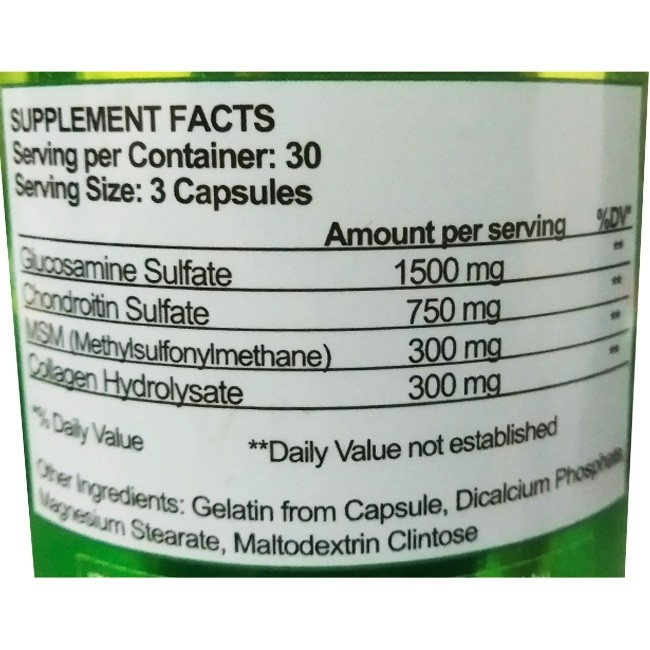 SUPPLEMENT FACTS
Serving per Container: 30
Serving Size: 3 Capsules
Amount per serving %DV*
Glucosamine Sulfate 1500 mg **
Chondroitin Sulfate 750 mg **
MSM (Methylsulfonylmethane) 300 mg **
Collagen Hydrolysate 300 mg **
*% Daily Value **Daily Value not established
Other Ingredients: Gelatin from Capsule, Dicalcium Phosphate,
Magnesium Stearate, Maltodextrin Clintose